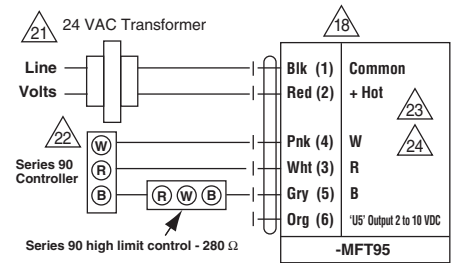 21 24 VAC Transformer
18
Line
Volts
Blk (1) Common
Red (2) + Hot
23
22
24
Series 90
Controller
W
R
B
R W B
Pnk (4) W
Wht (3) R
Gry (5) B
Org (6) 'U5' Output 2 to 10 VDC
Series 90 high limit control - 280 Ω
-MFT95